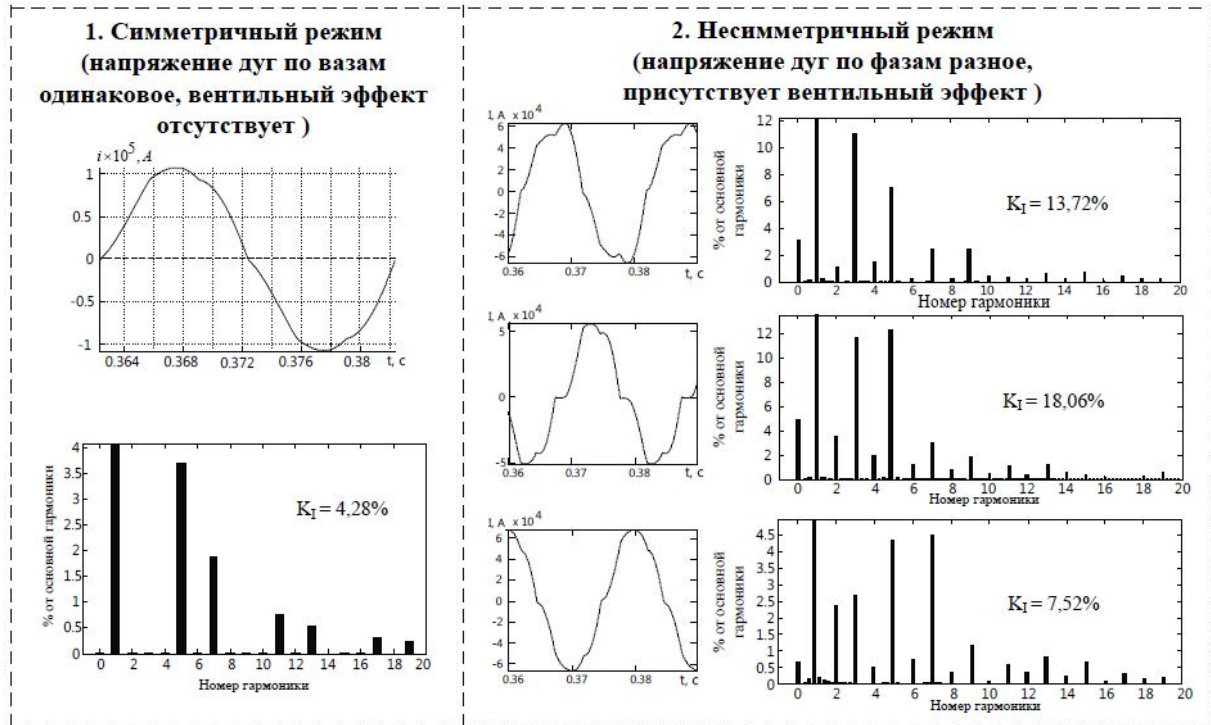 1. Симметричный режим
(напряжение дуг по вазам
одинаковое, вентильный эффект
отсутствует )
i×10⁵, A
1
0.5
0
-0.5
-1
0.364
0.368
0.372
0.376
0.38
t, c
% от основной гармоники
4
3.5
3
2.5
2
1.5
1
0.5
0
K_I = 4,28%
0 2 4 6 8 10 12 14 16 18 20
Номер гармоники
2. Несимметричный режим
(напряжение дуг по фазам разное,
присутствует вентильный эффект )
I, A x 10⁴
6
4
2
0
-2
-4
-6
0.36
0.37
0.38
t, c
% от основной
гармоники
12
10
8
6
4
2
0
K_I = 13,72%
0 2 4 6 8 10 12 14 16 18 20
Номер гармоники
I, A x 10⁴
5
0
-5
0.36
0.37
0.38
t, c
% от основной
гармоники
12
10
8
6
4
2
0
K_I = 18,06%
0 2 4 6 8 10 12 14 16 18 20
Номер гармоники
I, A x 10⁴
6
4
2
0
-2
-4
-6
0.36
0.37
0.38
t, c
% от основной
гармоники
4.5
4
3.5
3
2.5
2
1.5
1
0.5
0
K_I = 7,52%
0 2 4 6 8 10 12 14 16 18 20
Номер гармоники